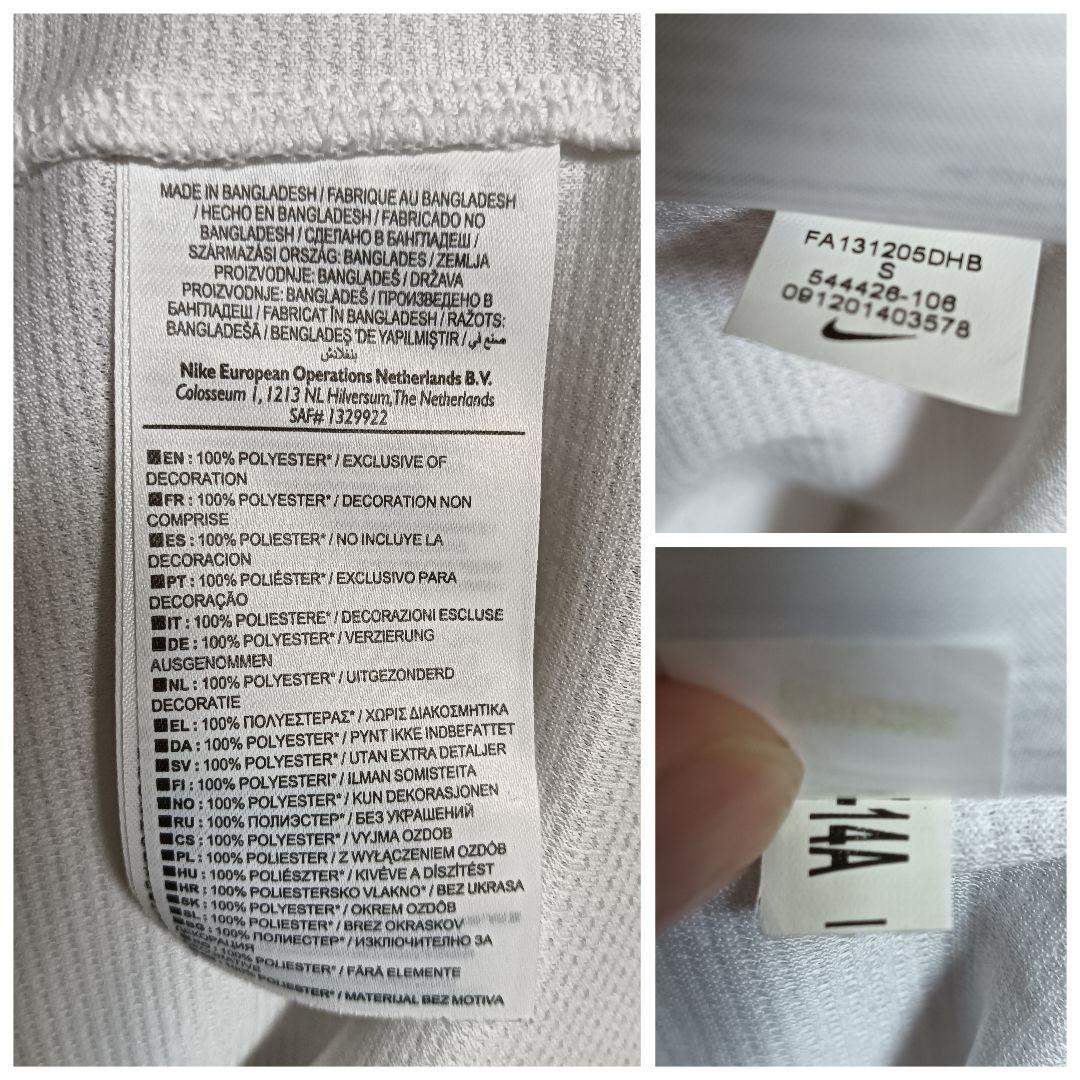 MADE IN BANGLADESH / FABRIQUE AU BANGLADESH
/ HECHO EN BANGLADESH / FABRICADO NO
BANGLADESH / СДЕЛАНО В БАНГЛАДЕШ /
SZÁRMAZÁSI ORSZÁG: BANGLADES / ZEMLJA
PROIZVODNJE: BANGLADEŠ / DRŽAVA
PROIZVODNJE: BANGLADEŠ / ПРОИЗВЕДЕНО В
БАНГЛАДЕШ / FABRICAT ÎN BANGLADESH / RAŽOTS:
BANGLADEŠĀ / BENGLADEŞ'DE YAPILMIŞTIR / صنع في
بنغلادش
Nike European Operations Netherlands B.V.
Colosseum 1, 1213 NL Hilversum, The Netherlands
SAF# 1329922
EN : 100% POLYESTER* / EXCLUSIVE OF
DECORATION
FR : 100% POLYESTER* / DECORATION NON
COMPRISE
ES : 100% POLIESTER* / NO INCLUYE LA
DECORACION
PT : 100% POLIÉSTER* / EXCLUSIVO PARA
DECORAÇÃO
IT : 100% POLIESTERE* / DECORAZIONI ESCLUSE
DE : 100% POLYESTER* / VERZIERUNG
AUSGENOMMEN
NL : 100% POLYESTER* / UITGEZONDERD
DECORATIE
EL : 100% ΠΟΛΥΕΣΤΕΡΑΣ* / ΧΩΡΙΣ ΔΙΑΚΟΣΜΗΤΙΚΑ
DA : 100% POLYESTER* / PYNT IKKE INDBEFATTET
SV : 100% POLYESTER* / UTAN EXTRA DETALJER
FI : 100% POLYESTERI* / ILMAN SOMISTEITA
NO : 100% POLYESTER* / KUN DEKORASJONEN
RU : 100% ПОЛИЭСТЕР* / БЕЗ УКРАШЕНИЙ
CS : 100% POLYESTER* / VYJMA OZDOB
PL : 100% POLIESTER / Z WYŁĄCZENIEM OZDÓB
HU : 100% POLIÉSZTER* / KIVÉVE A DÍSZÍTÉST
HR : 100% POLIESTERSKO VLAKNO* / BEZ UKRASA
SK : 100% POLYESTER* / OKREM OZDÔB
SL : 100% POLIESTER* / BREZ OKRASKOV
BG : 100% ПОЛИЕСТЕР* / ИЗКЛЮЧИТЕЛНО ЗА
ДЕКОРАЦИЯ
100% POLIESTER* / FĂRĂ ELEMENTE
POLIESTER* / MATERIJAL BEZ MOTIVA
FA131205DHB
S
544426-106
091201403578
14A